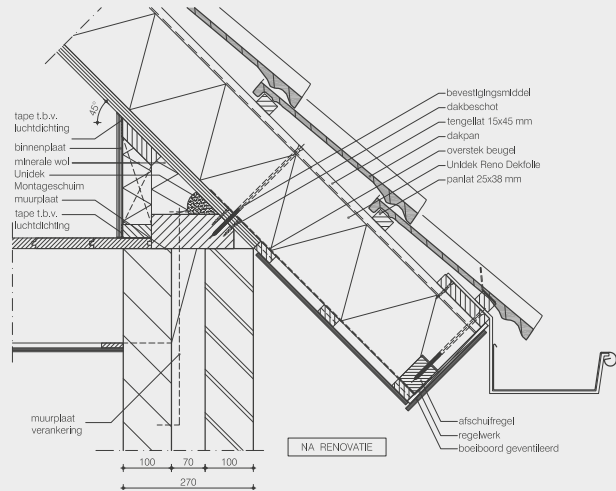 45°
tape t.b.v.
luchtdichting
binnenplaat
minerale wol
Unidek
Montageschuim
muurplaat
tape t.b.v.
luchtdichting
bevestigingsmiddel
dakbeschot
tengellat 15x45 mm
dakpan
overstek beugel
Unidek Reno Dekfolie
panlat 25x38 mm
muurplaat
verankering
afschuifregel
regelwerk
boeiboord geventileerd
NA RENOVATIE
100 70 100
270